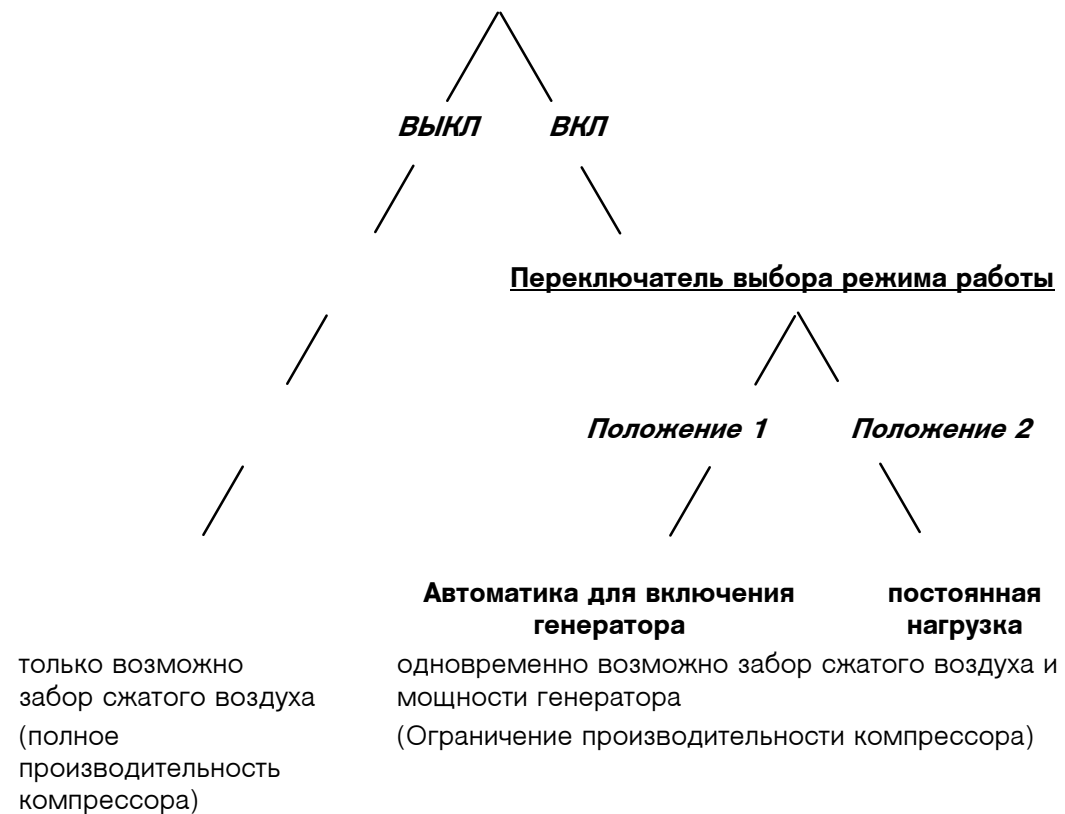 ВЫКЛ ВКЛ
Переключатель выбора режима работы
Положение 1 Положение 2
Автоматика для включения
генератора
постоянная
нагрузка
только возможно
забор сжатого воздуха
(полное
производительность
компрессора)
одновременно возможно забор сжатого воздуха и
мощности генератора
(Ограничение производительности компрессора)